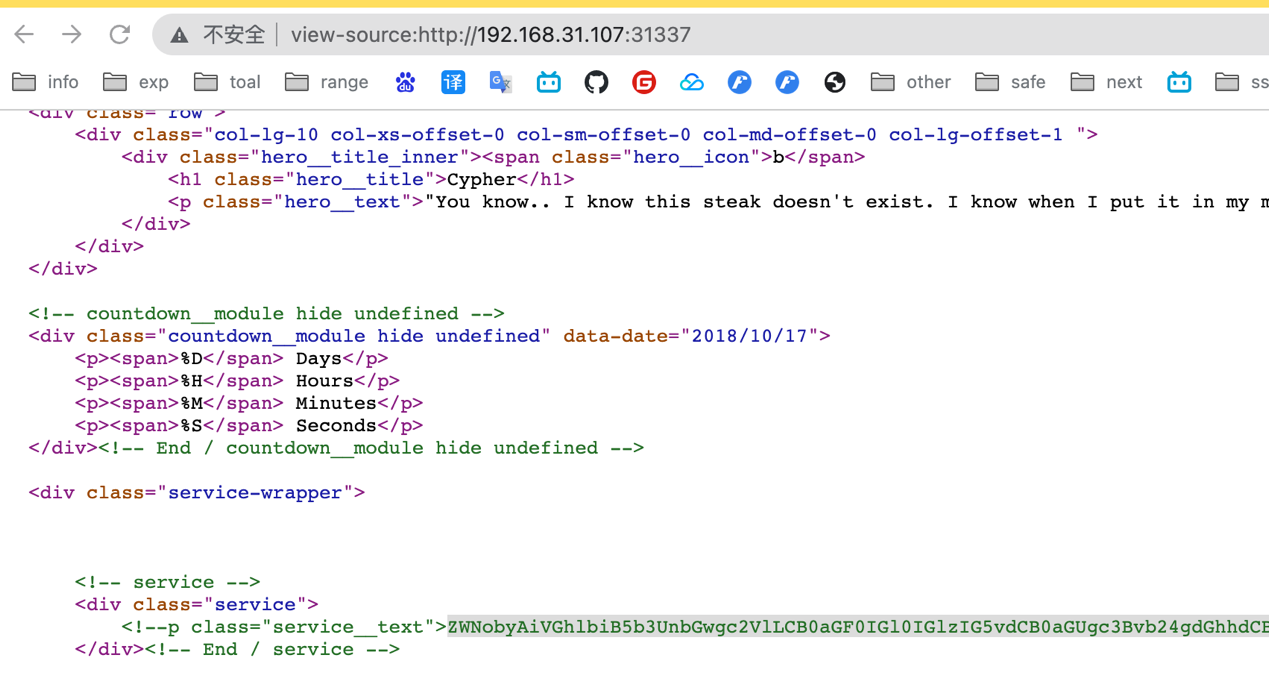 不安全 view-source:http://192.168.31.107:31337
info exp toal range 译 other safe next ss
<div class="row">
<div class="col-lg-10 col-xs-offset-0 col-sm-offset-0 col-md-offset-0 col-lg-offset-1 ">
<div class="hero__title_inner"><span class="hero__icon">b</span>
<h1 class="hero__title">Cypher</h1>
<p class="hero__text">"You know.. I know this steak doesn't exist. I know when I put it in my m
</div>
</div>
</div>
<!-- countdown__module hide undefined -->
<div class="countdown__module hide undefined" data-date="2018/10/17">
<p><span>%D</span> Days</p>
<p><span>%H</span> Hours</p>
<p><span>%M</span> Minutes</p>
<p><span>%S</span> Seconds</p>
</div><!-- End / countdown__module hide undefined -->
<div class="service-wrapper">
<!-- service -->
<div class="service">
<!--p class="service__text">ZWNobyAiVGhlbiB5b3UnbGwgc2VlLCB0aGF0IGl0IGlzIG5vdCB0aGUgc3Bvb24gdGhhdCB
</div><!-- End / service -->